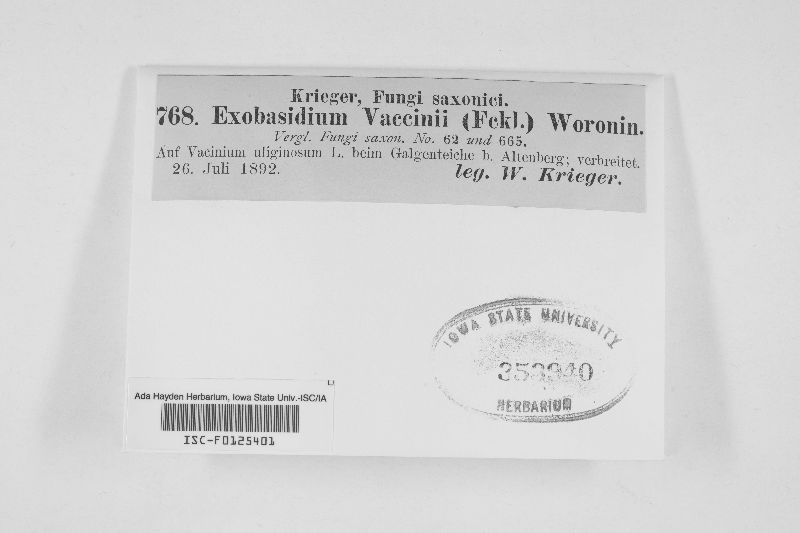 Krieger, Fungi saxonici.
768. Exobasidium Vaccinii (Fckl.) Woronin.
Vergl. Fungi saxon. No. 62 und 665.
Auf Vacinium uliginosum L. beim Galgenteiche b. Altenberg; verbreitet.
26. Juli 1892. leg. W. Krieger.
IOWA STATE UNIVERSITY
353940
HERBARIUM
Ada Hayden Herbarium, Iowa State Univ.-ISC/IA
ISC-F0125401